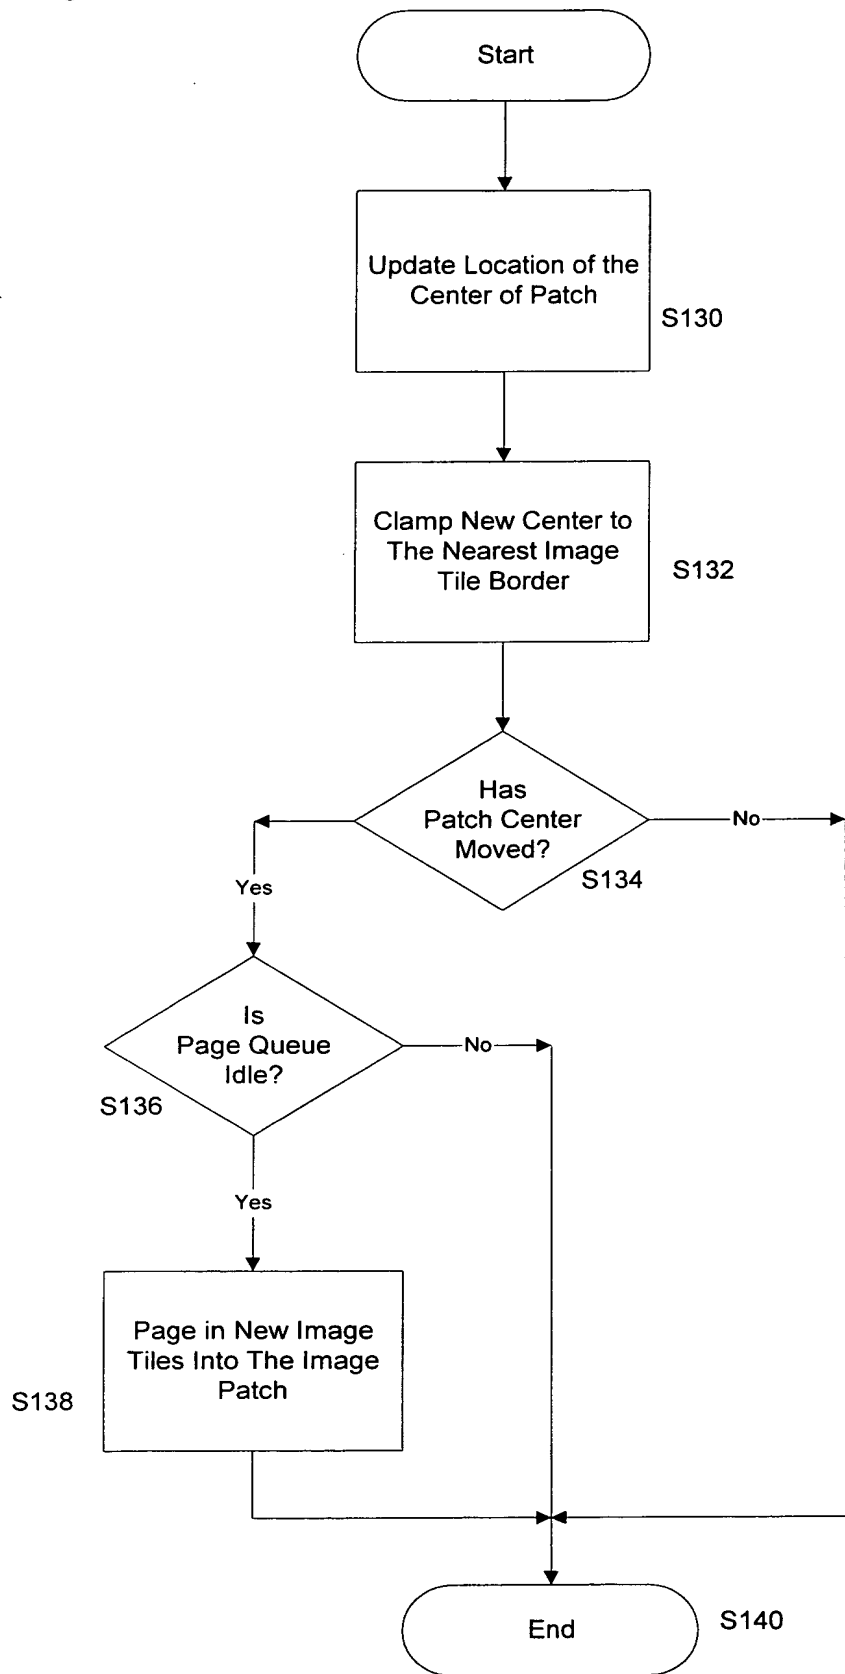 Start
Update Location of the
Center of Patch
S130
Clamp New Center to
The Nearest Image
Tile Border
S132
Has
Patch Center
Moved?
No
S134
Yes
Is
Page Queue
Idle?
No
S136
Yes
Page in New Image
Tiles Into The Image
Patch
S138
End
S140